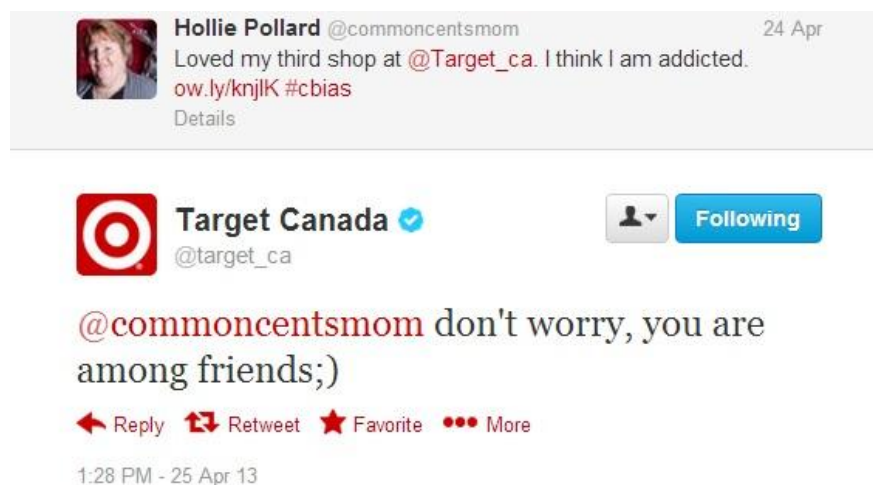 Hollie Pollard @commoncentsmom 24 Apr
Loved my third shop at @Target_ca. I think I am addicted.
ow.ly/knjlK #cbias
Details
Target Canada
Following
@target_ca
@commoncentsmom don't worry, you are
among friends;)
Reply Retweet Favorite More
1:28 PM - 25 Apr 13